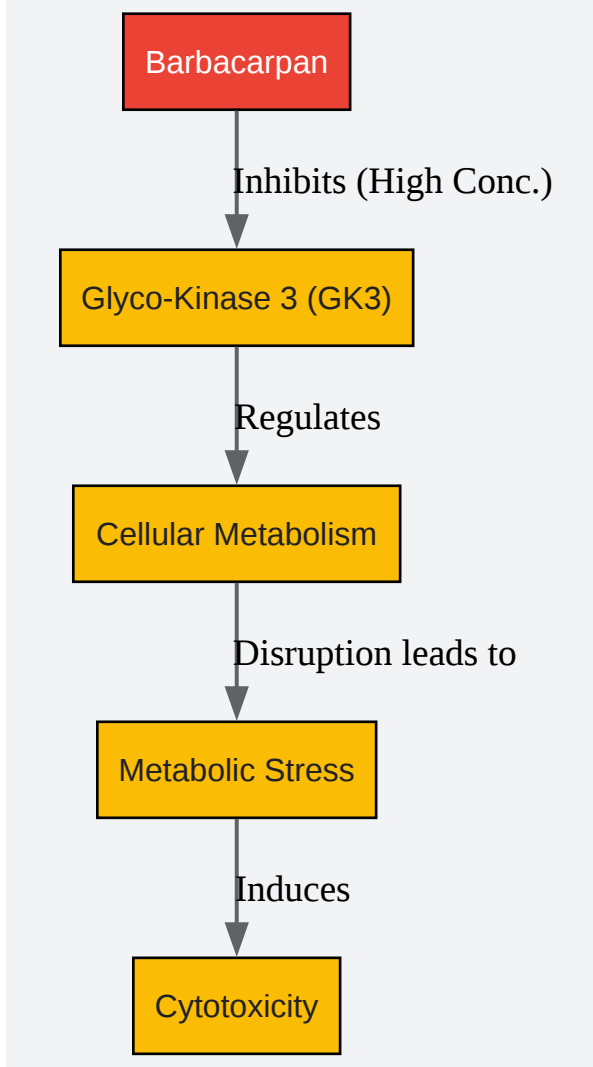 Barbacarpan
Inhibits (High Conc.)
Glyco-Kinase 3 (GK3)
Regulates
Cellular Metabolism
Disruption leads to
Metabolic Stress
Induces
Cytotoxicity